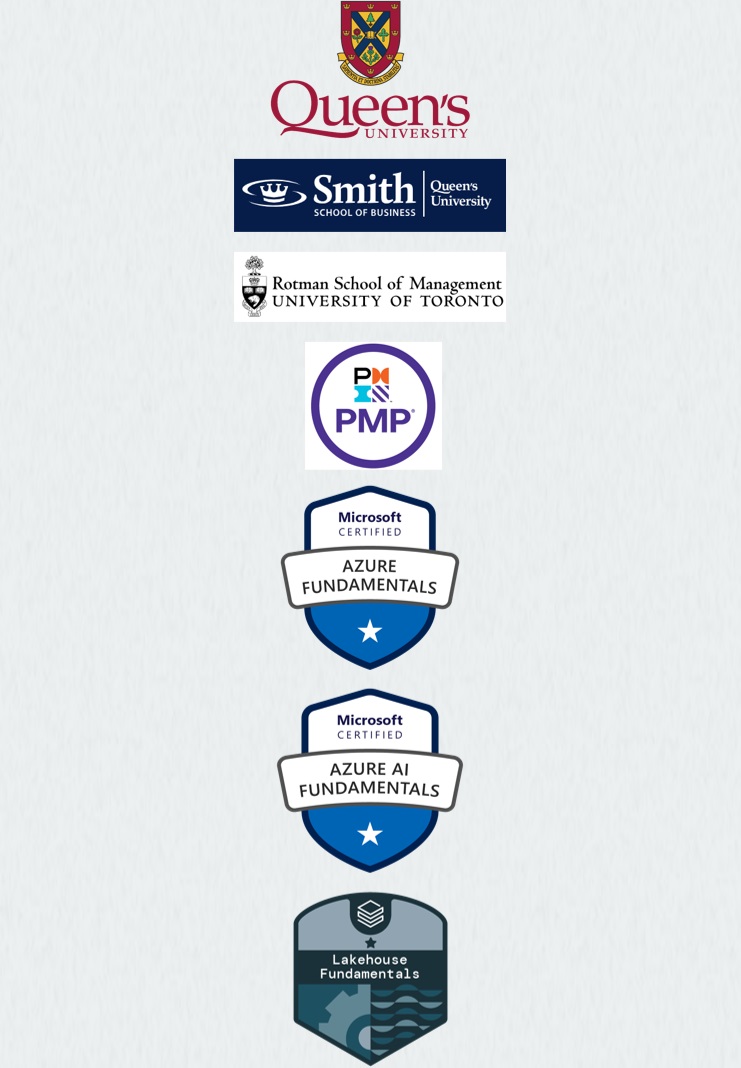 Queen's
UNIVERSITY
Smith
SCHOOL OF BUSINESS
Queen's
University
Rotman School of Management
UNIVERSITY OF TORONTO
PM
PMP®
Microsoft
CERTIFIED
AZURE
FUNDAMENTALS
Microsoft
CERTIFIED
AZURE AI
FUNDAMENTALS
Lakehouse
Fundamentals